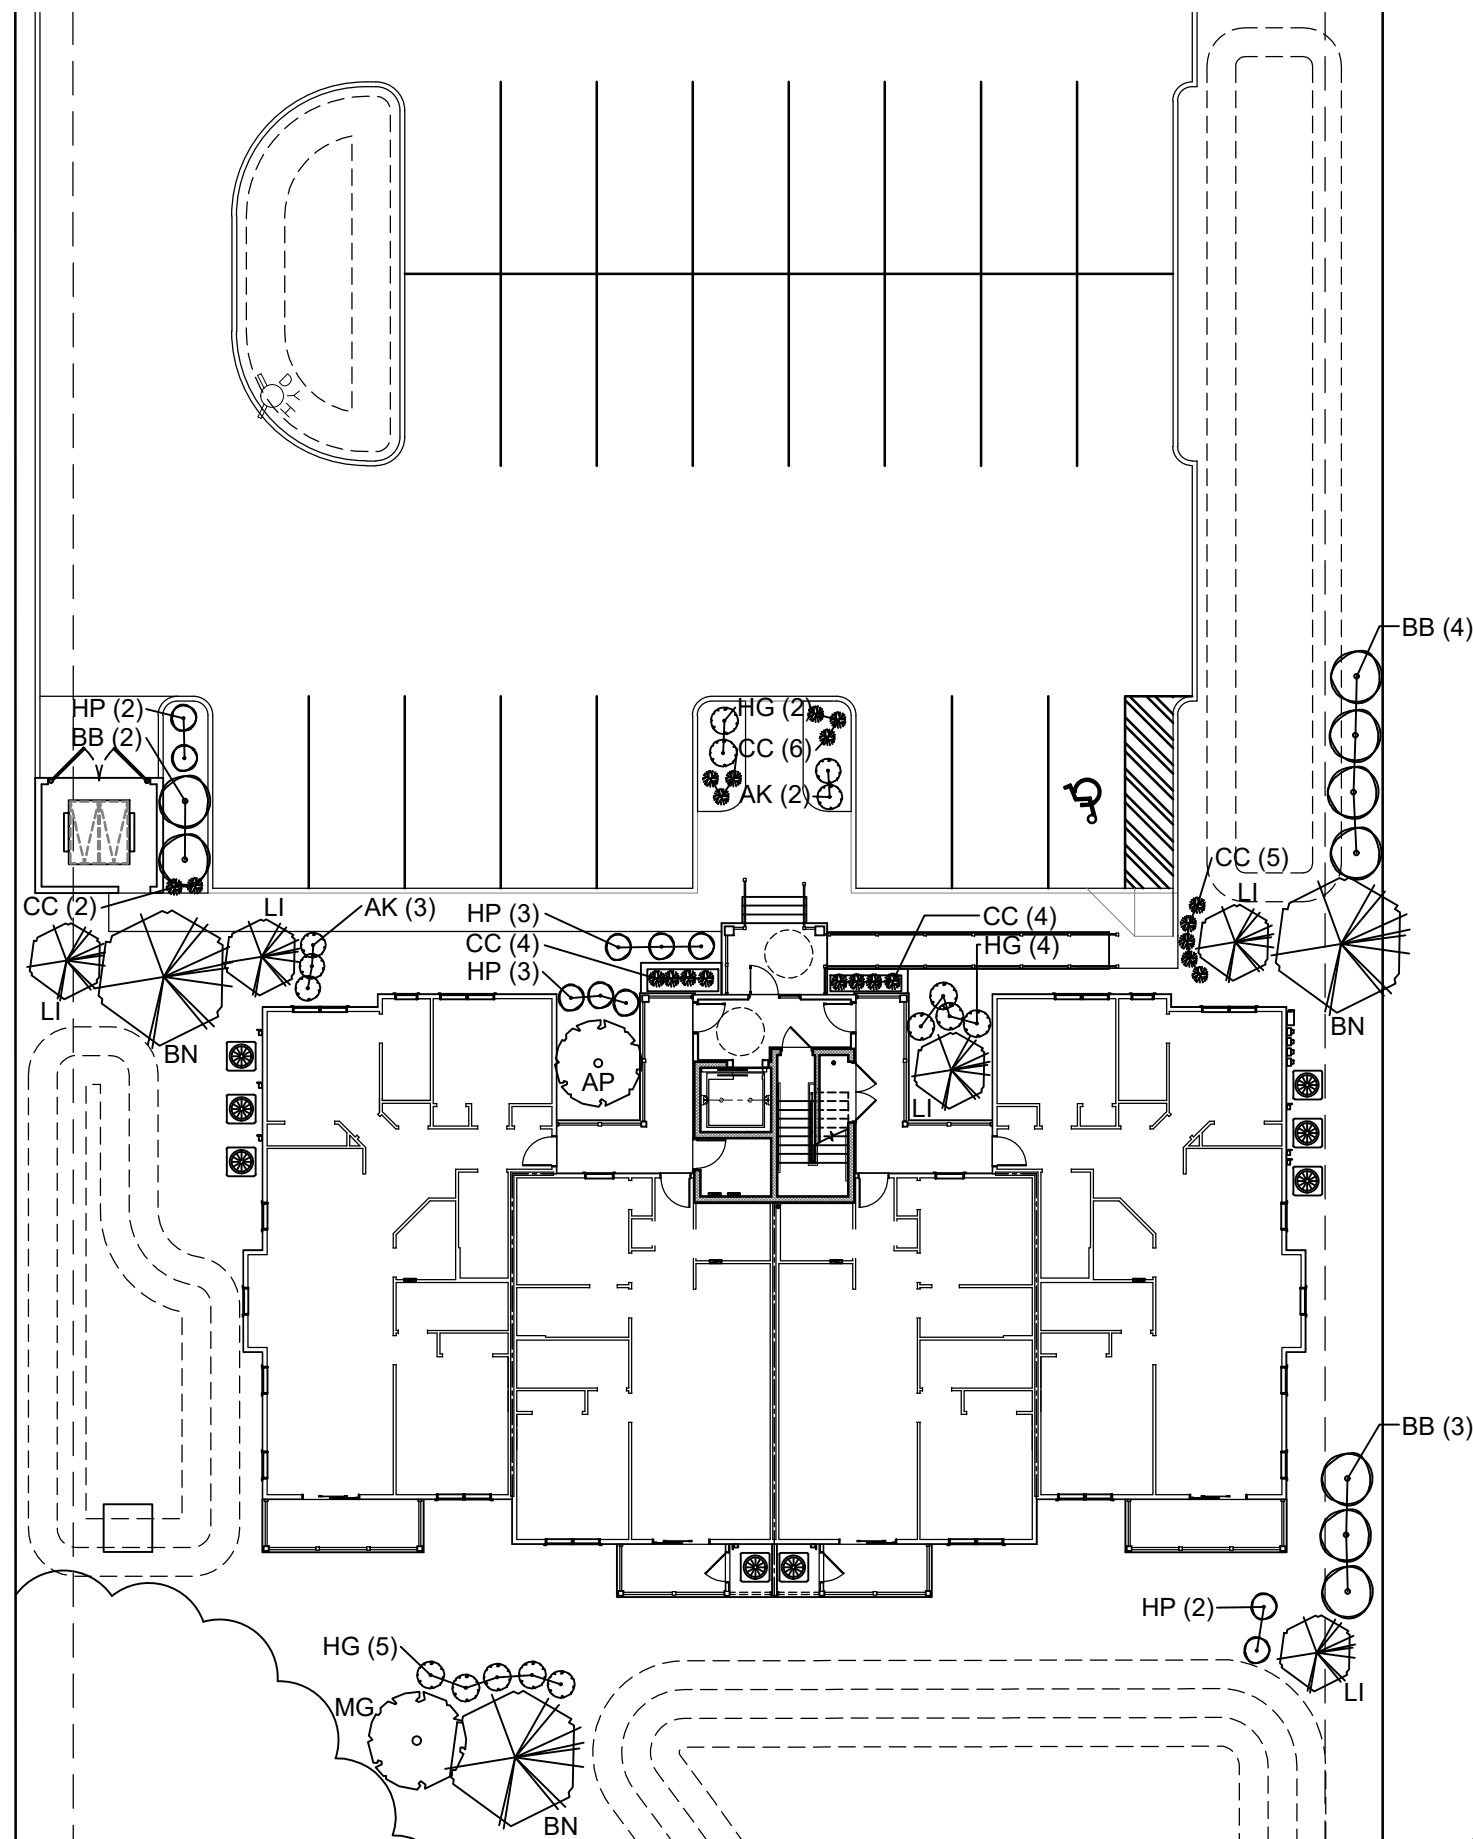 HYD
BB (4)
HP (2)
BB (2)
HG (2)
CC (6)
AK (2)
CC (5)
LI
CC (2)
LI
AK (3)
HP (3)
CC (4)
HP (3)
CC (4)
HG (4)
LI
BN
BN
AP
LI
BB (3)
HP (2)
HG (5)
LI
MG
BN